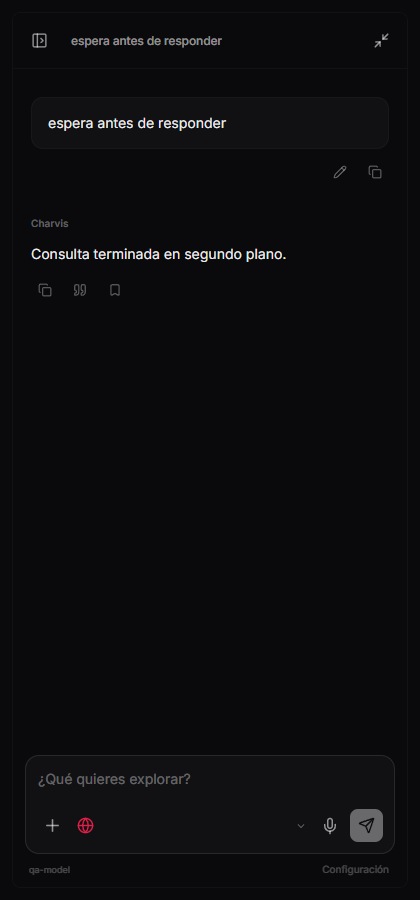 espera antes de responder
espera antes de responder
Charvis
Consulta terminada en segundo plano.
¿Qué quieres explorar?
qa-model
Configuración